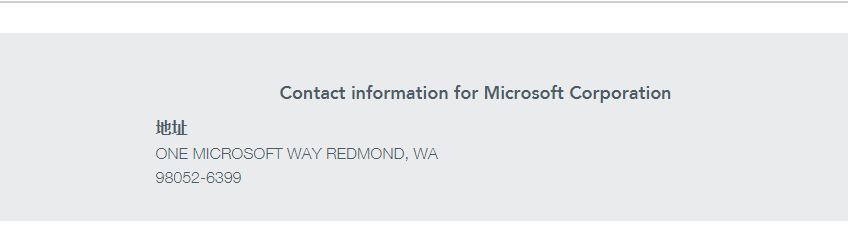 Contact information for Microsoft Corporation
地址
ONE MICROSOFT WAY REDMOND, WA
98052-6399